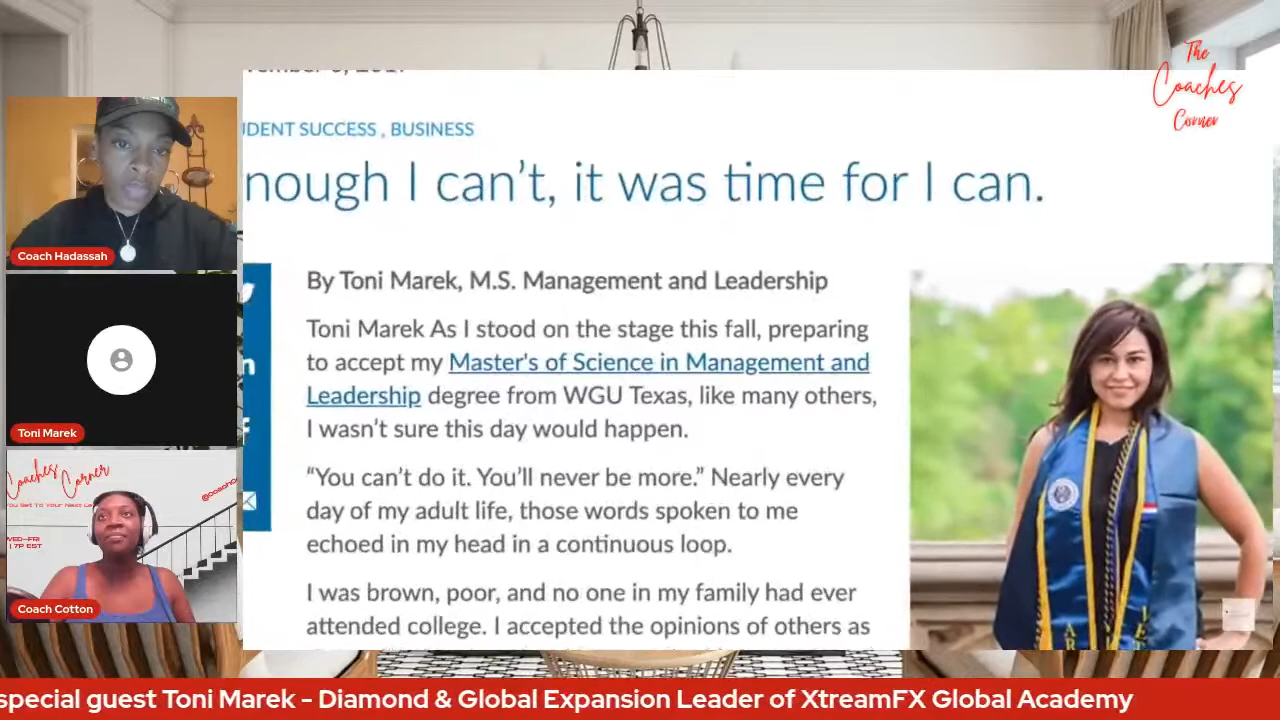 The
Coaches
Corner
UDENT SUCCESS , BUSINESS
nough I can't, it was time for I can.
By Toni Marek, M.S. Management and Leadership
Toni Marek As I stood on the stage this fall, preparing
to accept my Master's of Science in Management and
Leadership degree from WGU Texas, like many others,
I wasn't sure this day would happen.
“You can't do it. You'll never be more.” Nearly every
day of my adult life, those words spoken to me
echoed in my head in a continuous loop.
I was brown, poor, and no one in my family had ever
attended college. I accepted the opinions of others as
Coach Hadassah
Toni Marek
Coaches
Corner
WED-FRI
| 7P EST
Coach Cotton
special guest Toni Marek - Diamond & Global Expansion Leader of XtreamFX Global Academy